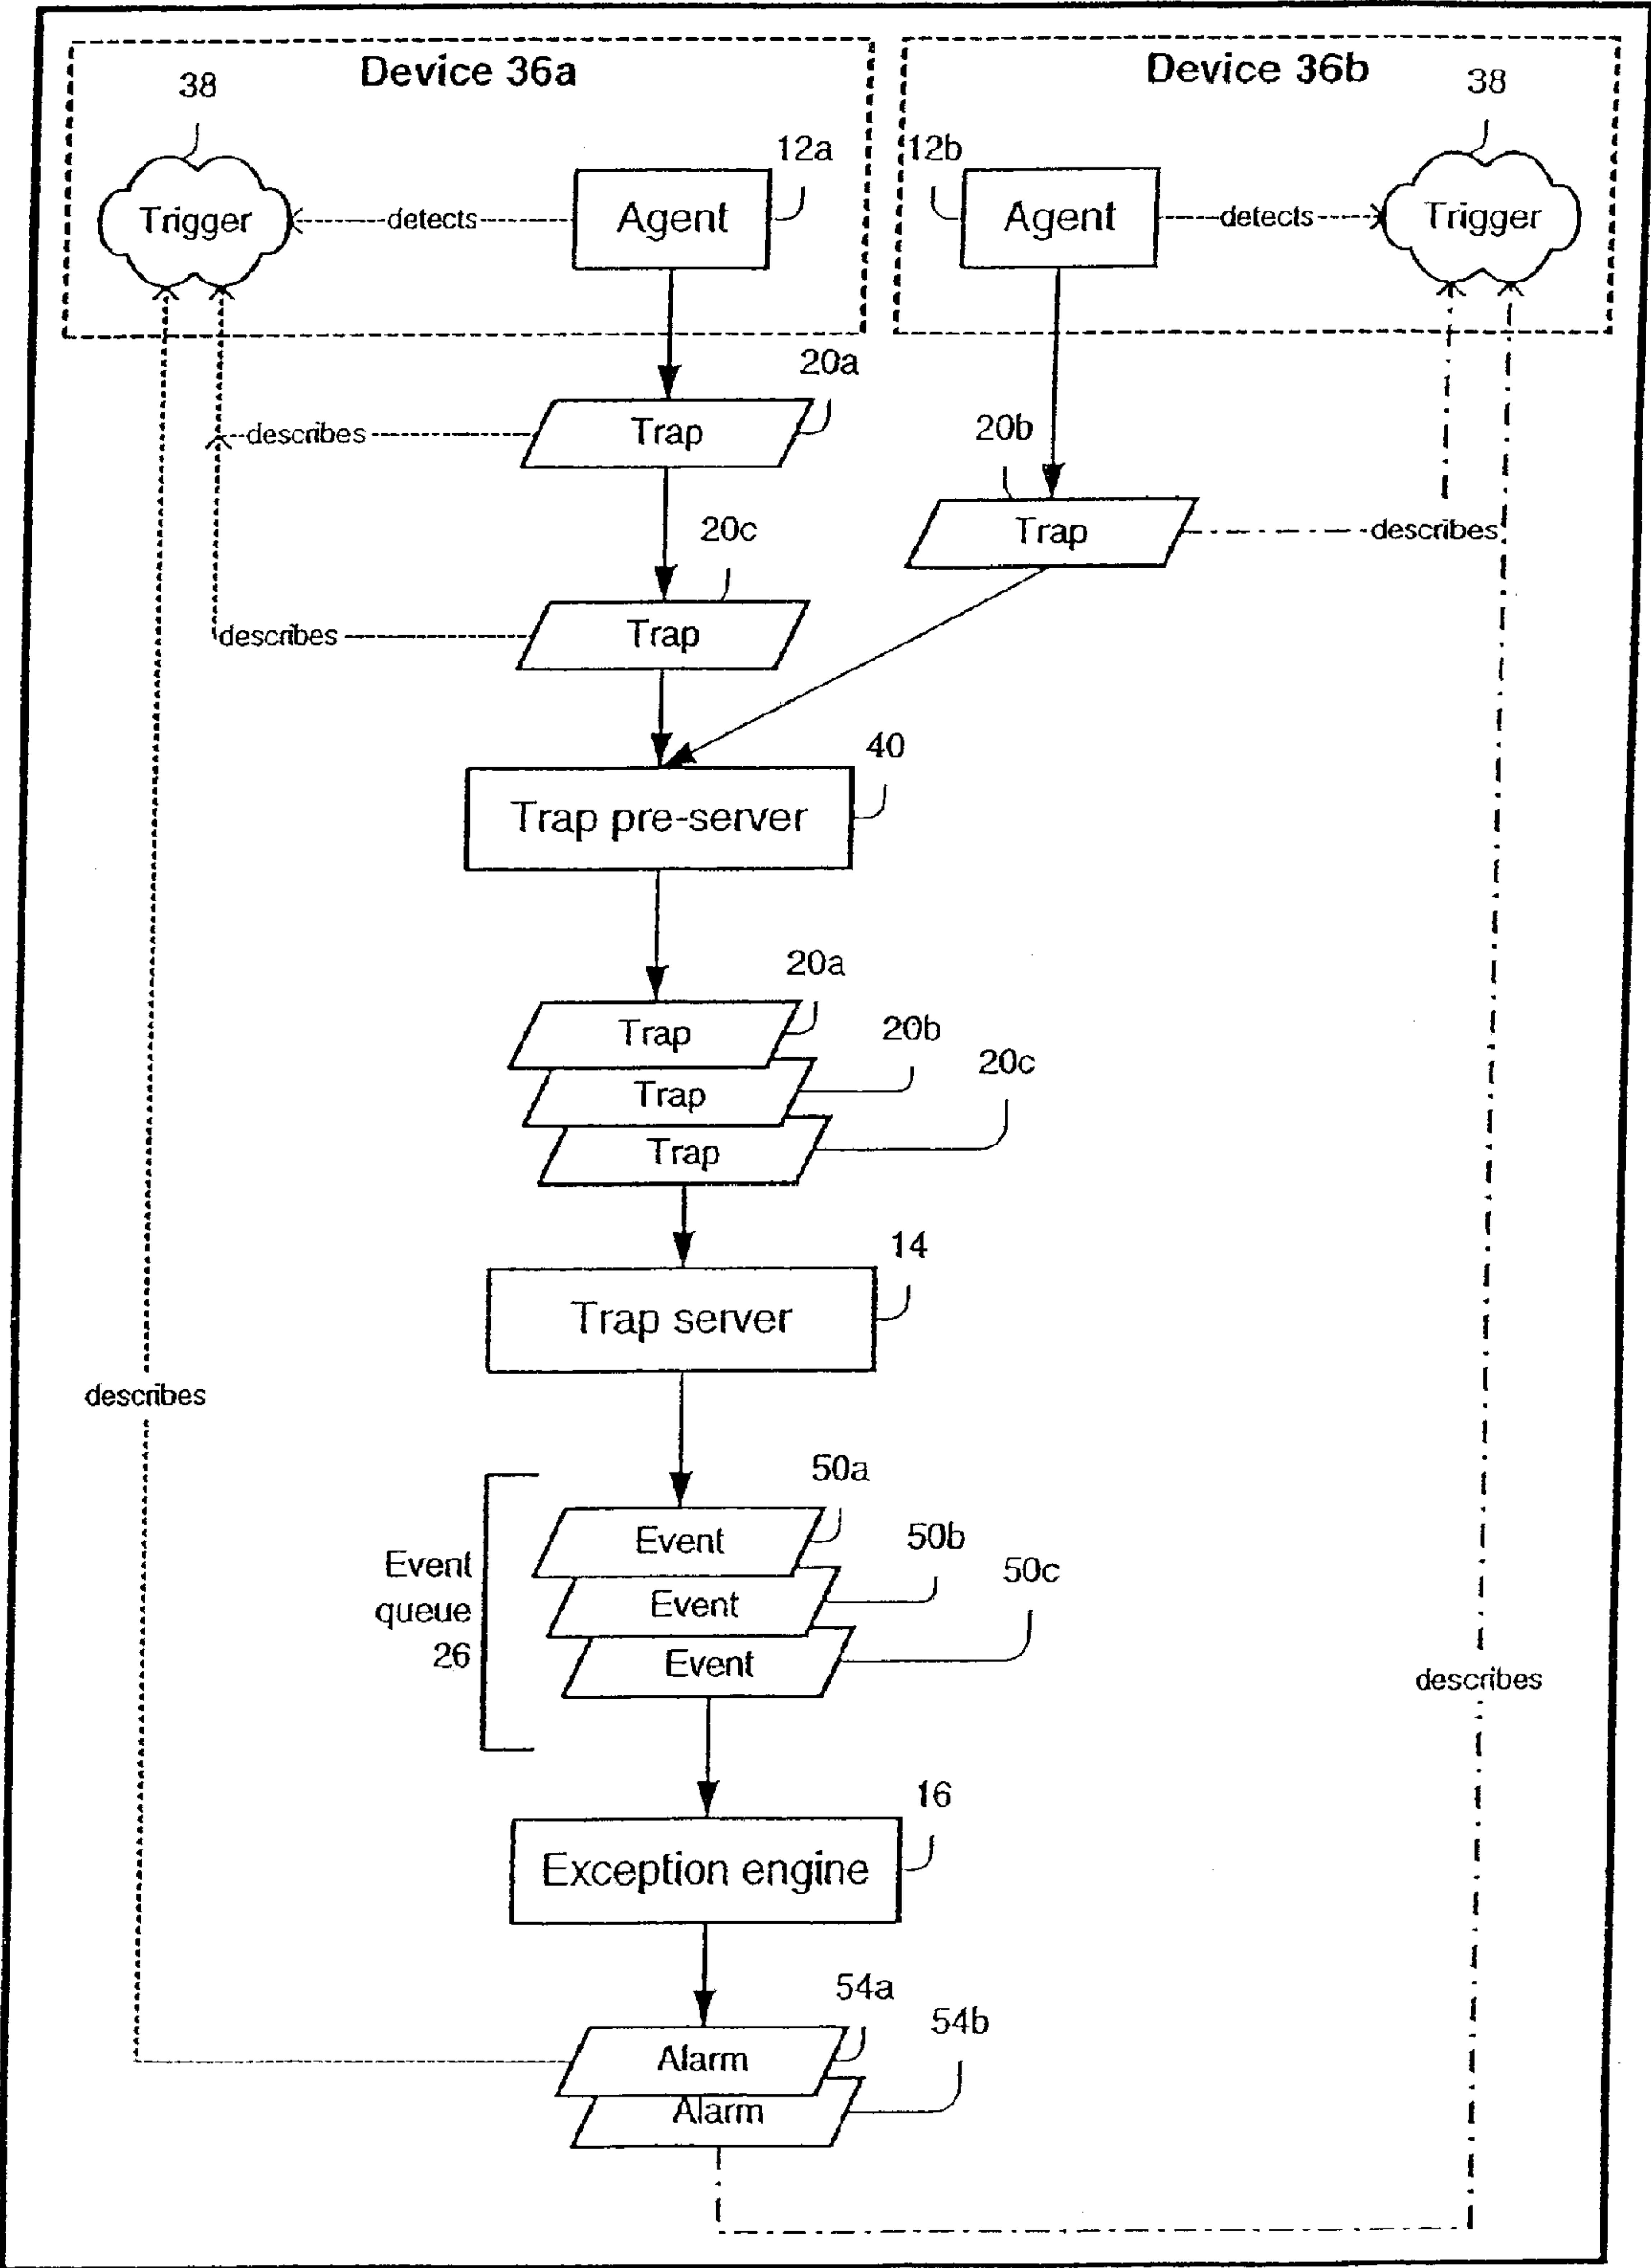 Device 36a
Device 36b
38
38
12a
12b
Trigger
detects
Agent
Agent
detects
Trigger
20a
describes
Trap
20b
Trap
describes
20c
describes
Trap
40
Trap pre-server
20a
Trap
20b
Trap
20c
Trap
14
Trap server
describes
50a
Event
50b
Event
50c
Event
Event
queue
26
describes
16
Exception engine
54a
Alarm
54b
Alarm